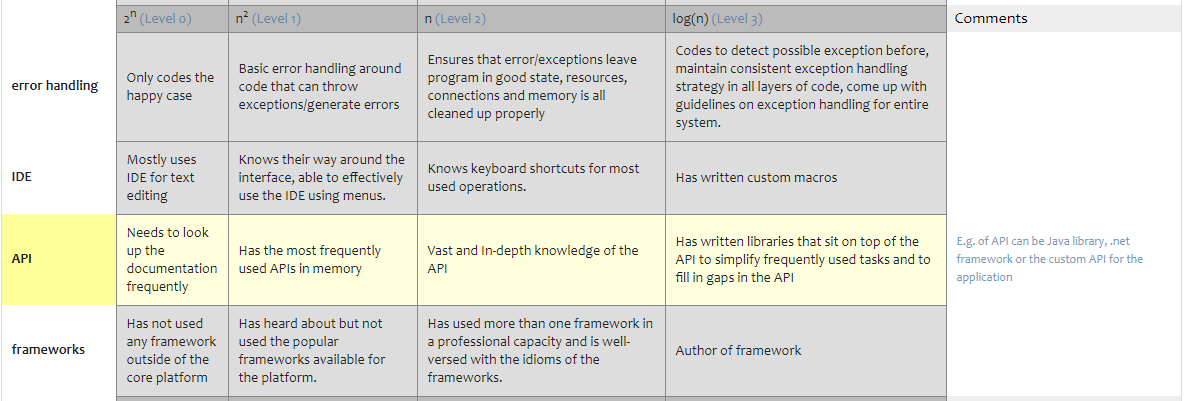 2ⁿ (Level 0)
n² (Level 1)
n (Level 2)
log(n) (Level 3)
Comments
error handling
Only codes the
happy case
Basic error handling around
code that can throw
exceptions/generate errors
Ensures that error/exceptions leave
program in good state, resources,
connections and memory is all
cleaned up properly
Codes to detect possible exception before,
maintain consistent exception handling
strategy in all layers of code, come up with
guidelines on exception handling for entire
system.
IDE
Mostly uses
IDE for text
editing
Knows their way around the
interface, able to effectively
use the IDE using menus.
Knows keyboard shortcuts for most
used operations.
Has written custom macros
API
Needs to look
up the
documentation
frequently
Has the most frequently
used APIs in memory
Vast and In-depth knowledge of the
API
Has written libraries that sit on top of the
API to simplify frequently used tasks and to
fill in gaps in the API
E.g. of API can be Java library, .net
framework or the custom API for the
application
frameworks
Has not used
any framework
outside of the
core platform
Has heard about but not
used the popular
frameworks available for
the platform.
Has used more than one framework in
a professional capacity and is well-
versed with the idioms of the
frameworks.
Author of framework